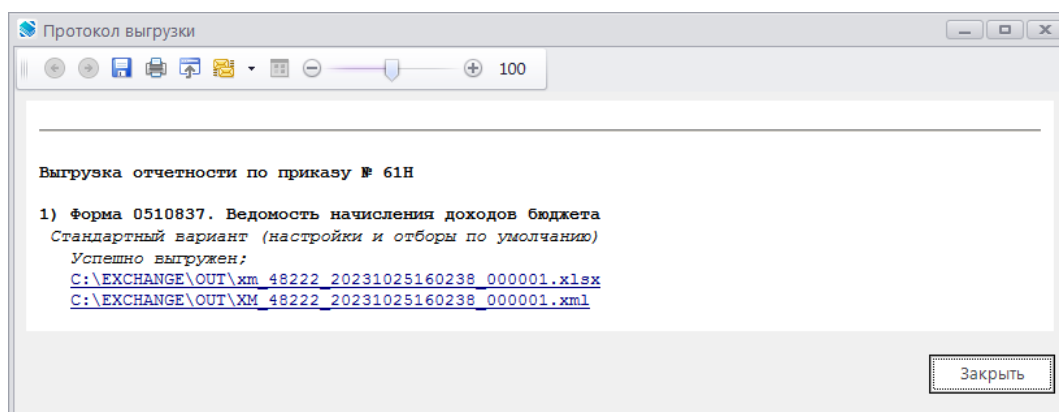 Протокол выгрузки
100
Выгрузка отчетности по приказу № 61Н
1) Форма 0510837. Ведомость начисления доходов бюджета
Стандартный вариант (настройки и отборы по умолчанию)
Успешно выгружен;
C:\EXCHANGE\OUT\xm_48222_20231025160238_000001.xlsx
C:\EXCHANGE\OUT\XM_48222_20231025160238_000001.xml
Закрыть